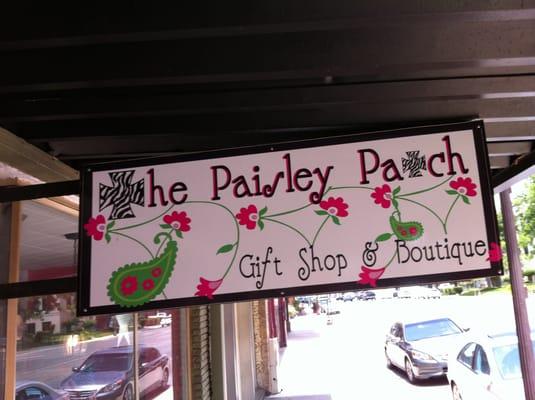 The Paisley Patch
Gift Shop & Boutique